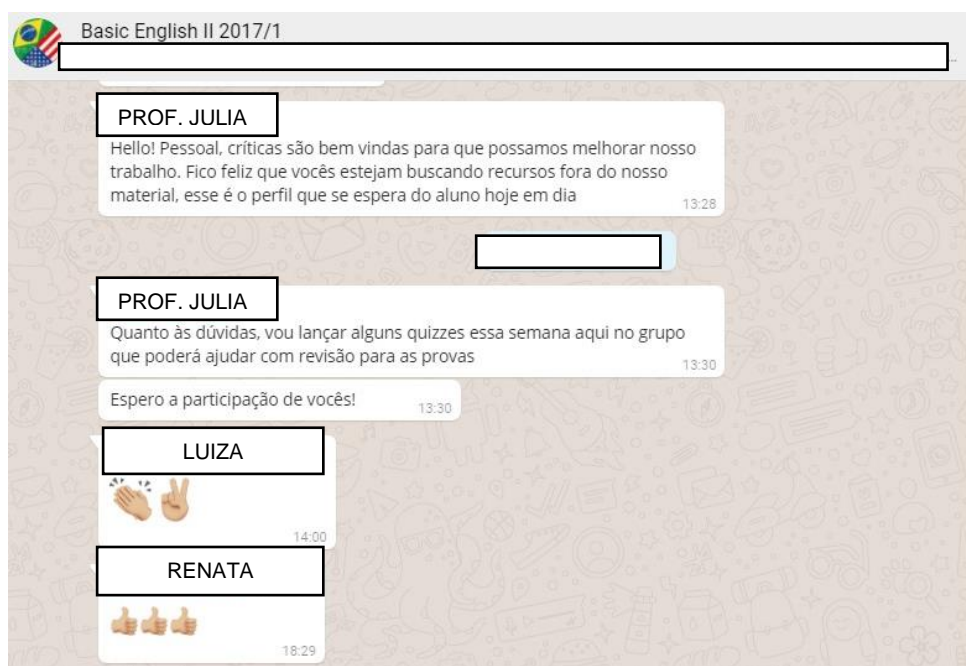 Basic English II 2017/1
PROF. JULIA
Hello! Pessoal, críticas são bem vindas para que possamos melhorar nosso
trabalho. Fico feliz que vocês estejam buscando recursos fora do nosso
material, esse é o perfil que se espera do aluno hoje em dia
13:28
PROF. JULIA
Quanto às dúvidas, vou lançar alguns quizzes essa semana aqui no grupo
que poderá ajudar com revisão para as provas
13:30
Espero a participação de vocês!
13:30
LUIZA
14:00
RENATA
18:29